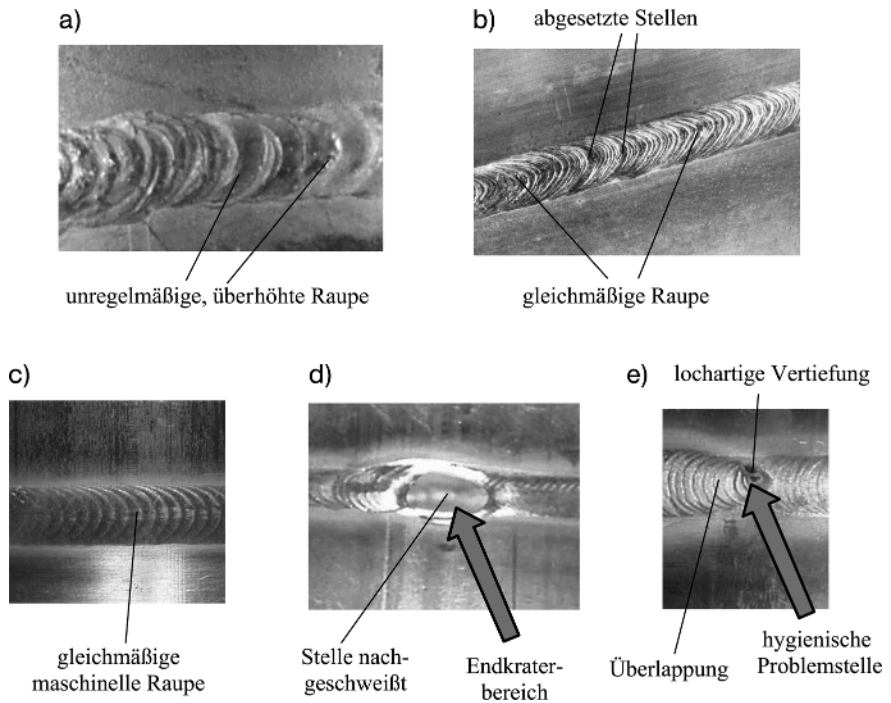 a)
unregelmäßige, überhöhte Raupe
b)
abgesetzte Stellen
gleichmäßige Raupe
c)
gleichmäßige
maschinelle Raupe
d)
Stelle nach-
geschweißt
Endkrater-
bereich
e)
lochartige Vertiefung
Überlappung
hygienische
Problemstelle